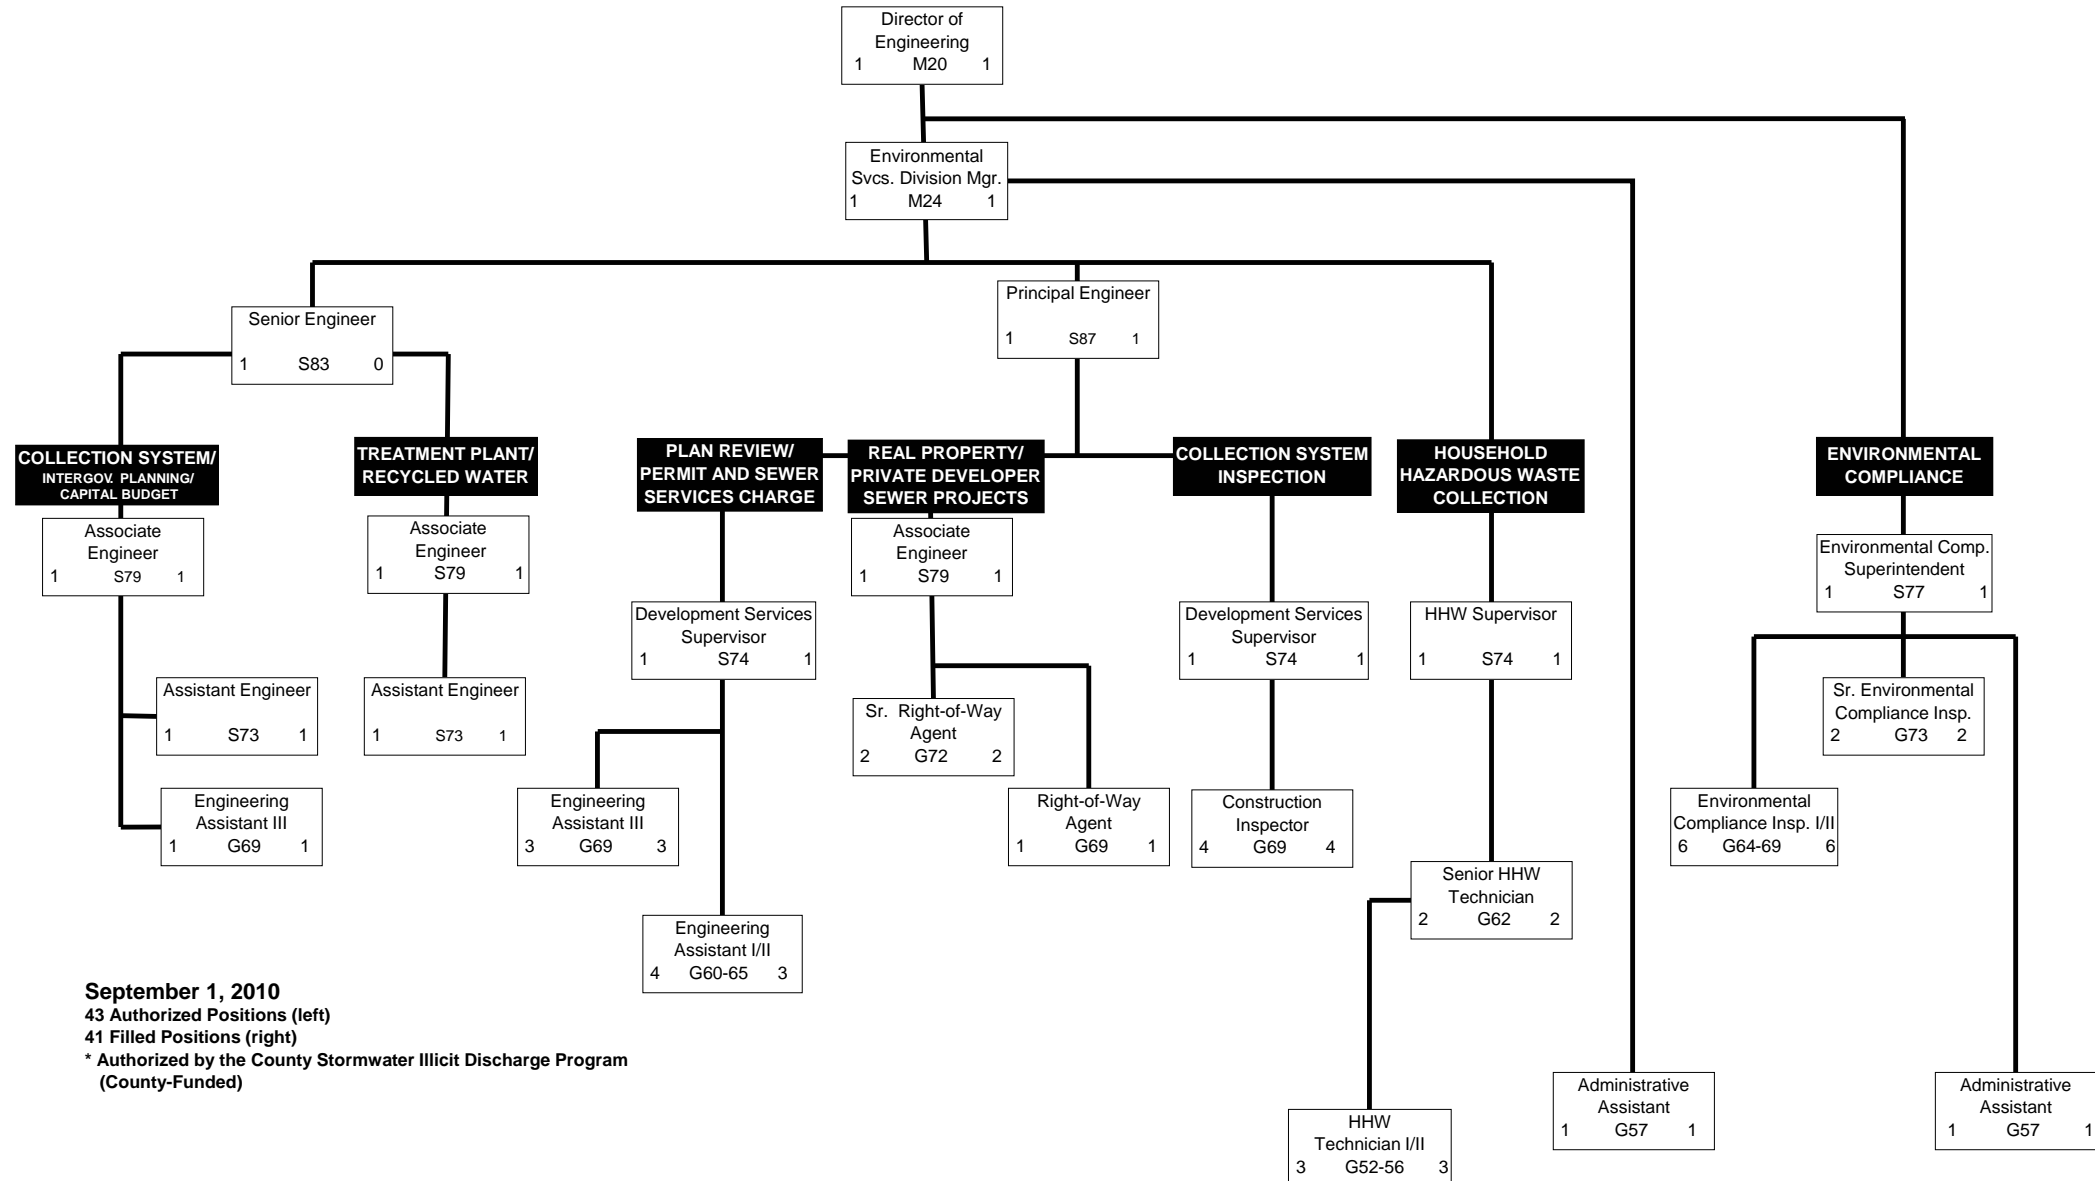 Director of
Engineering
1 M20 1
Environmental
Svcs. Division Mgr.
1 M24 1
Senior Engineer
1 S83 0
Principal Engineer
1 S87 1
COLLECTION SYSTEM/
INTERGOV. PLANNING/
CAPITAL BUDGET
TREATMENT PLANT/
RECYCLED WATER
PLAN REVIEW/
PERMIT AND SEWER
SERVICES CHARGE
REAL PROPERTY/
PRIVATE DEVELOPER
SEWER PROJECTS
COLLECTION SYSTEM
INSPECTION
HOUSEHOLD
HAZARDOUS WASTE
COLLECTION
ENVIRONMENTAL
COMPLIANCE
Associate
Engineer
1 S79 1
Associate
Engineer
1 S79 1
Associate
Engineer
1 S79 1
Environmental Comp.
Superintendent
1 S77 1
Development Services
Supervisor
1 S74 1
Development Services
Supervisor
1 S74 1
HHW Supervisor
1 S74 1
Assistant Engineer
1 S73 1
Assistant Engineer
1 S73 1
Sr. Right-of-Way
Agent
2 G72 2
Sr. Environmental
Compliance Insp.
2 G73 2
Engineering
Assistant III
1 G69 1
Engineering
Assistant III
3 G69 3
Right-of-Way
Agent
1 G69 1
Construction
Inspector
4 G69 4
Environmental
Compliance Insp. I/II
6 G64-69 6
Senior HHW
Technician
2 G62 2
Engineering
Assistant I/II
4 G60-65 3
September 1, 2010
43 Authorized Positions (left)
41 Filled Positions (right)
* Authorized by the County Stormwater Illicit Discharge Program
(County-Funded)
Administrative
Assistant
1 G57 1
Administrative
Assistant
1 G57 1
HHW
Technician I/II
3 G52-56 3